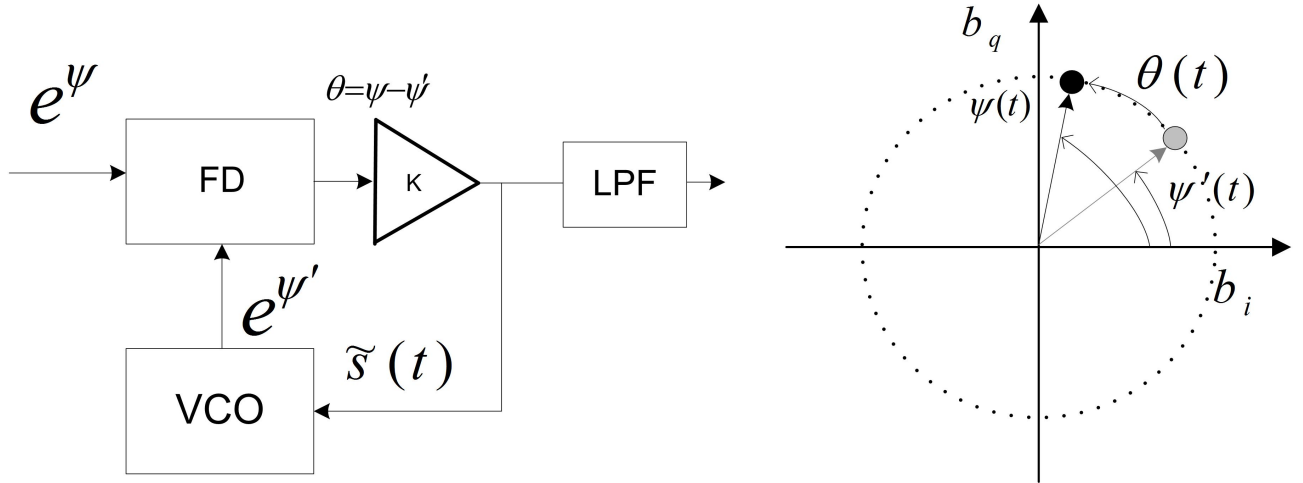 e^ψ
θ=ψ–ψ'
FD
K
LPF
e^ψ'
s̃ (t)
VCO
b_q
θ (t)
ψ(t)
ψ'(t)
b_i